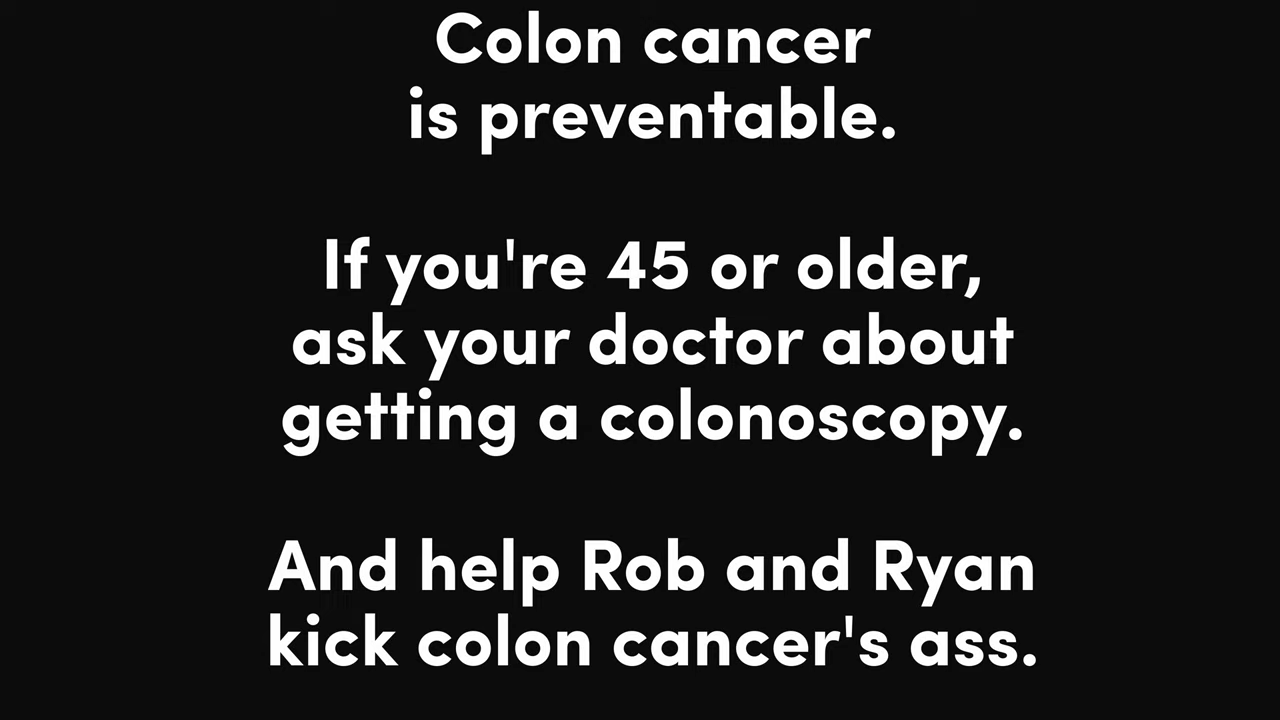 Colon cancer
is preventable.
If you're 45 or older,
ask your doctor about
getting a colonoscopy.
And help Rob and Ryan
kick colon cancer's ass.